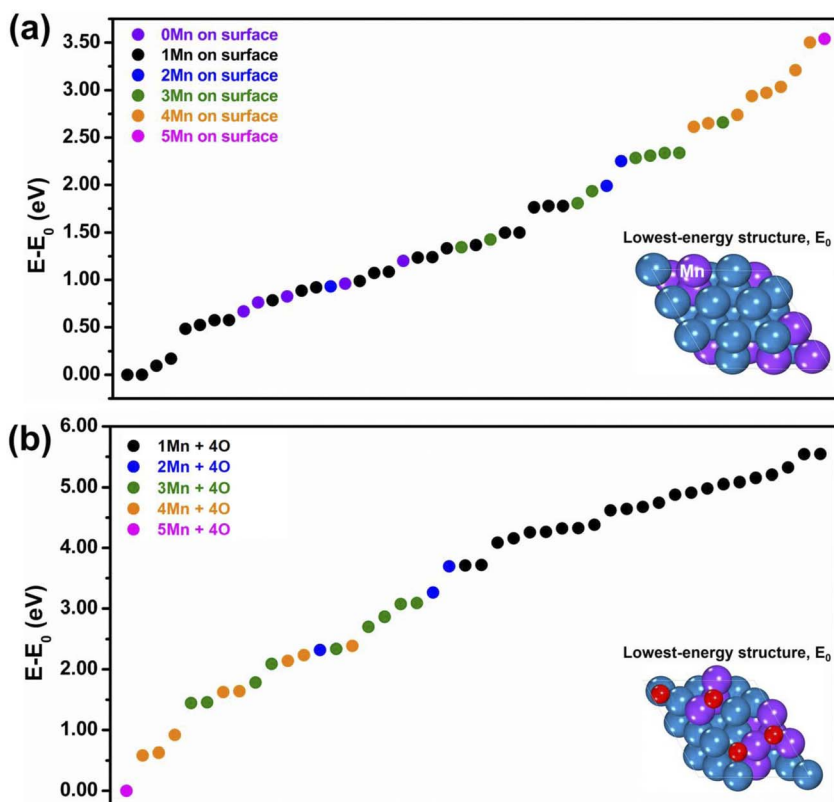 (a)
3.50
3.00
2.50
2.00
1.50
1.00
0.50
0.00
E-E0 (eV)
0Mn on surface
1Mn on surface
2Mn on surface
3Mn on surface
4Mn on surface
5Mn on surface
Lowest-energy structure, E0
Mn
(b)
6.00
5.00
4.00
3.00
2.00
1.00
0.00
E-E0 (eV)
1Mn + 4O
2Mn + 4O
3Mn + 4O
4Mn + 4O
5Mn + 4O
Lowest-energy structure, E0